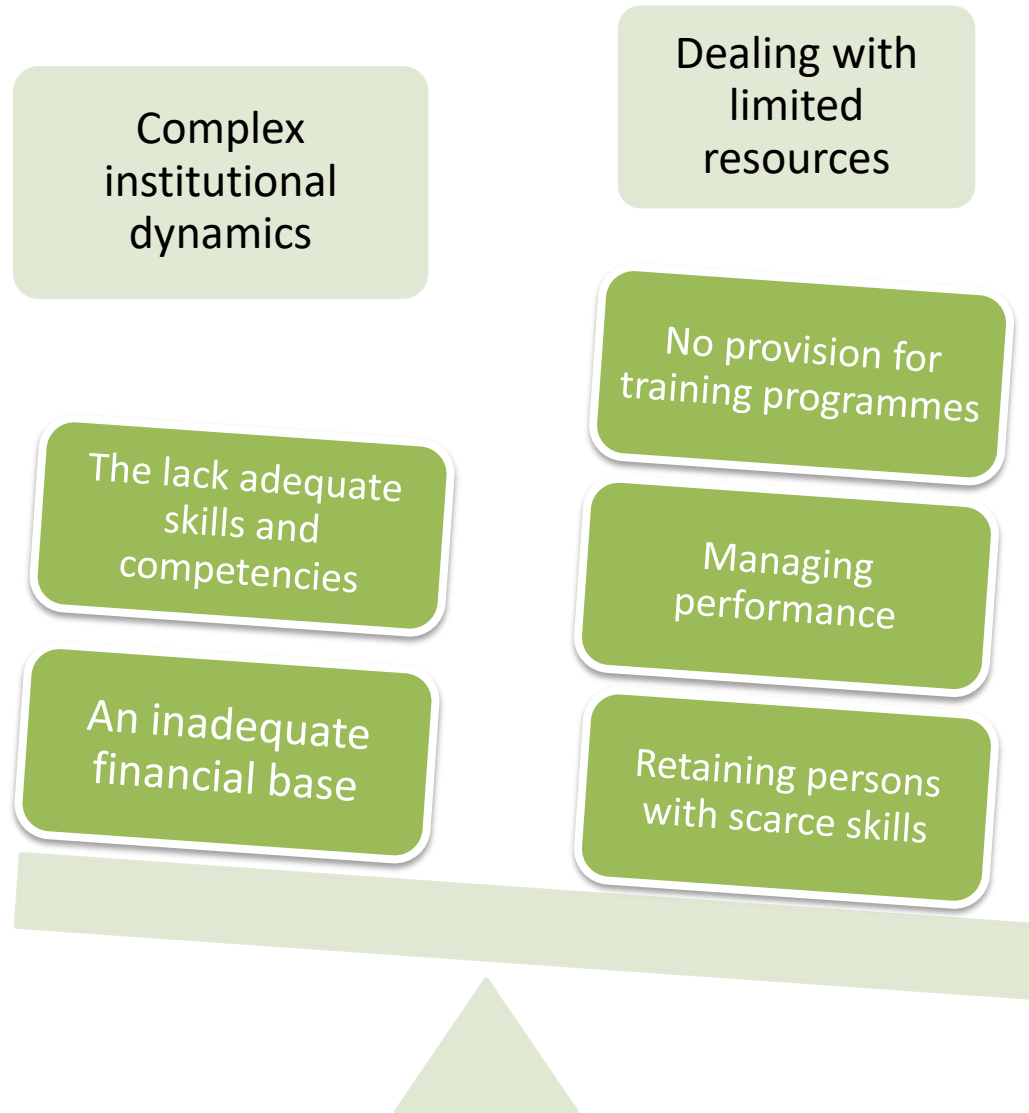 Complex
institutional
dynamics
The lack adequate
skills and
competencies
An inadequate
financial base
Dealing with
limited
resources
No provision for
training programmes
Managing
performance
Retaining persons
with scarce skills